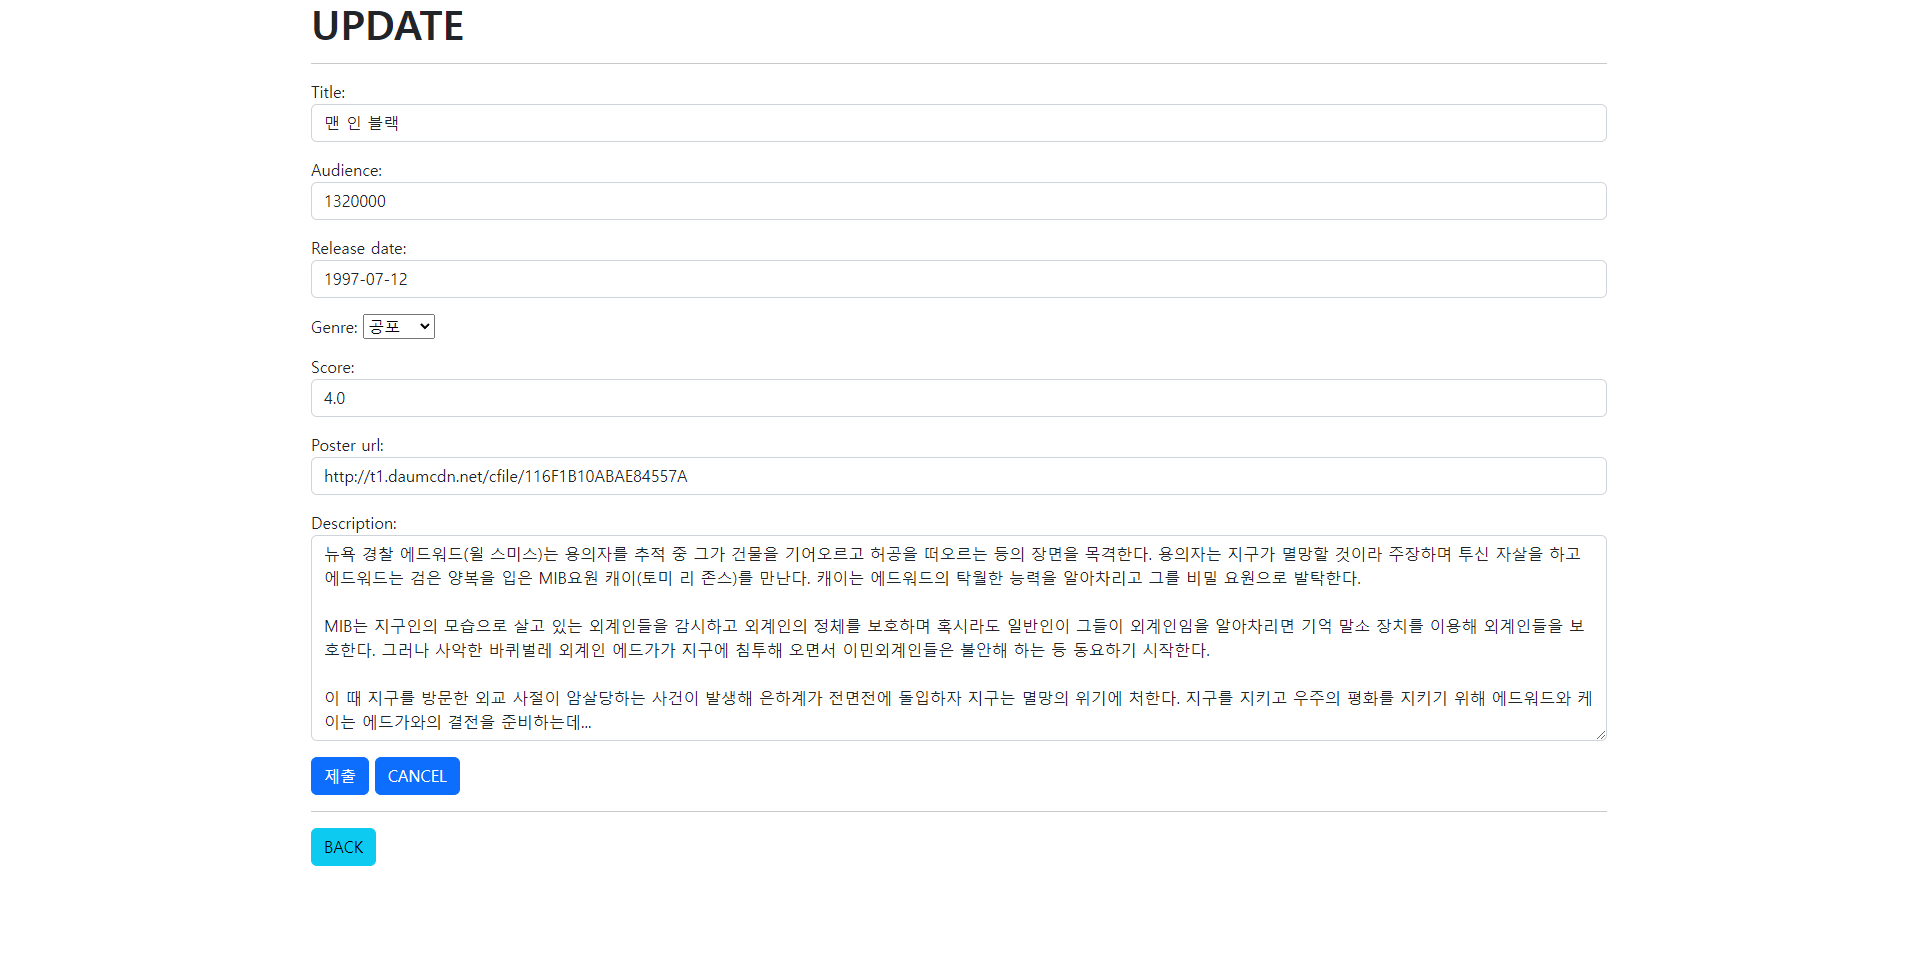 UPDATE
Title:
맨 인 블랙
Audience:
1320000
Release date:
1997-07-12
Genre: 공포
Score:
4.0
Poster url:
http://t1.daumcdn.net/cfile/116F1B10ABAE84557A
Description:
뉴욕 경찰 에드워드(윌 스미스)는 용의자를 추적 중 그가 건물을 기어오르고 허공을 떠오르는 등의 장면을 목격한다. 용의자는 지구가 멸망할 것이라 주장하며 투신 자살을 하고
에드워드는 검은 양복을 입은 MIB요원 캐이(토미 리 존스)를 만난다. 캐이는 에드워드의 탁월한 능력을 알아차리고 그를 비밀 요원으로 발탁한다.
MIB는 지구인의 모습으로 살고 있는 외계인들을 감시하고 외계인의 정체를 보호하며 혹시라도 일반인이 그들이 외계인임을 알아차리면 기억 말소 장치를 이용해 외계인들을 보
호한다. 그러나 사악한 바퀴벌레 외계인 에드가가 지구에 침투해 오면서 이민외계인들은 불안해 하는 등 동요하기 시작한다.
이 때 지구를 방문한 외교 사절이 암살당하는 사건이 발생해 은하계가 전면전에 돌입하자 지구는 멸망의 위기에 처한다. 지구를 지키고 우주의 평화를 지키기 위해 에드워드와 케
이는 에드가와의 결전을 준비하는데...
제출 CANCEL
BACK